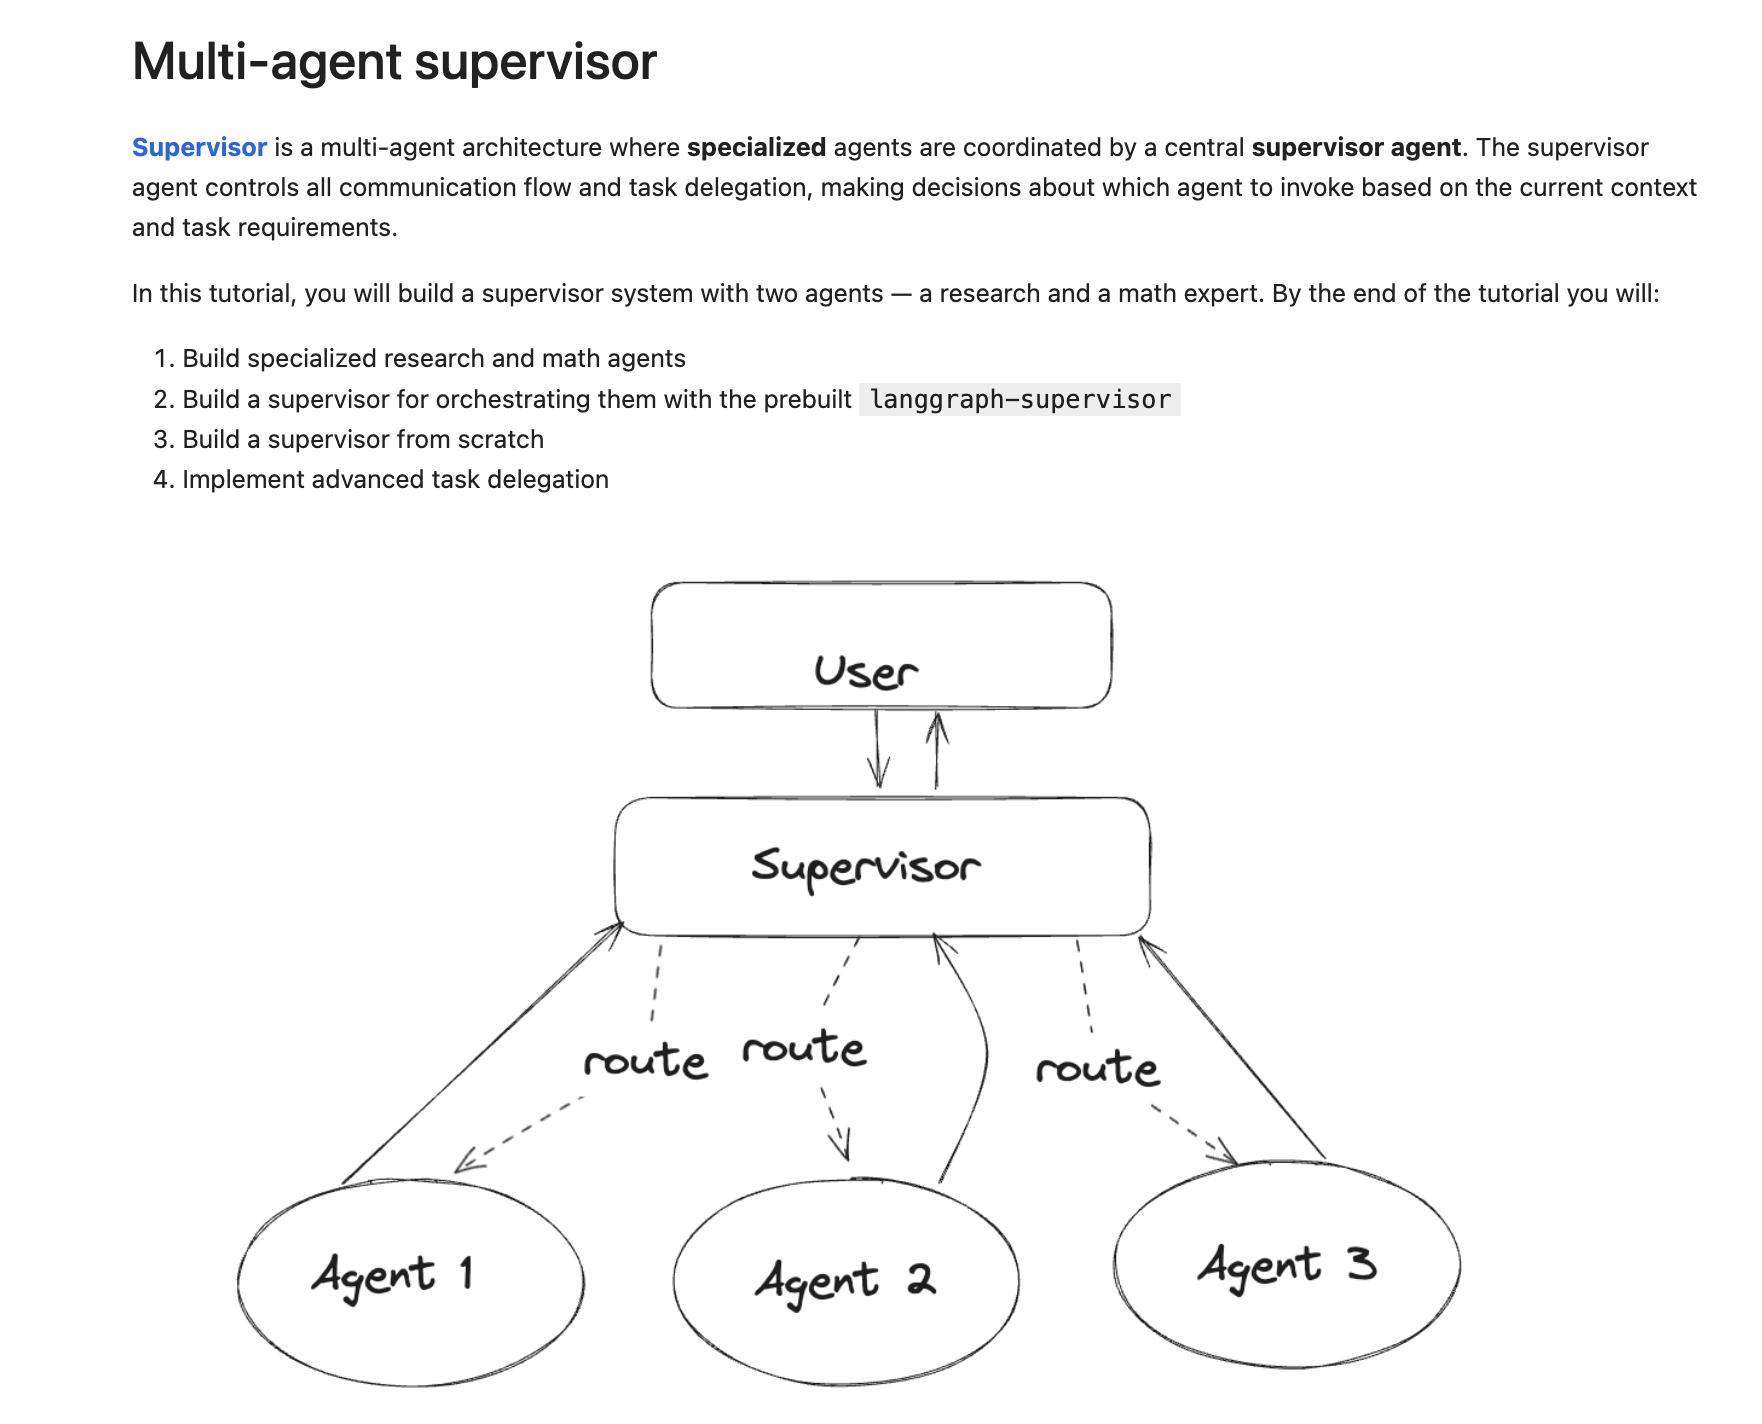 Multi-agent supervisor
Supervisor is a multi-agent architecture where specialized agents are coordinated by a central supervisor agent. The supervisor
agent controls all communication flow and task delegation, making decisions about which agent to invoke based on the current context
and task requirements.
In this tutorial, you will build a supervisor system with two agents — a research and a math expert. By the end of the tutorial you will:
1. Build specialized research and math agents
2. Build a supervisor for orchestrating them with the prebuilt langgraph-supervisor
3. Build a supervisor from scratch
4. Implement advanced task delegation
User
Supervisor
route
route
route
Agent 1
Agent 2
Agent 3